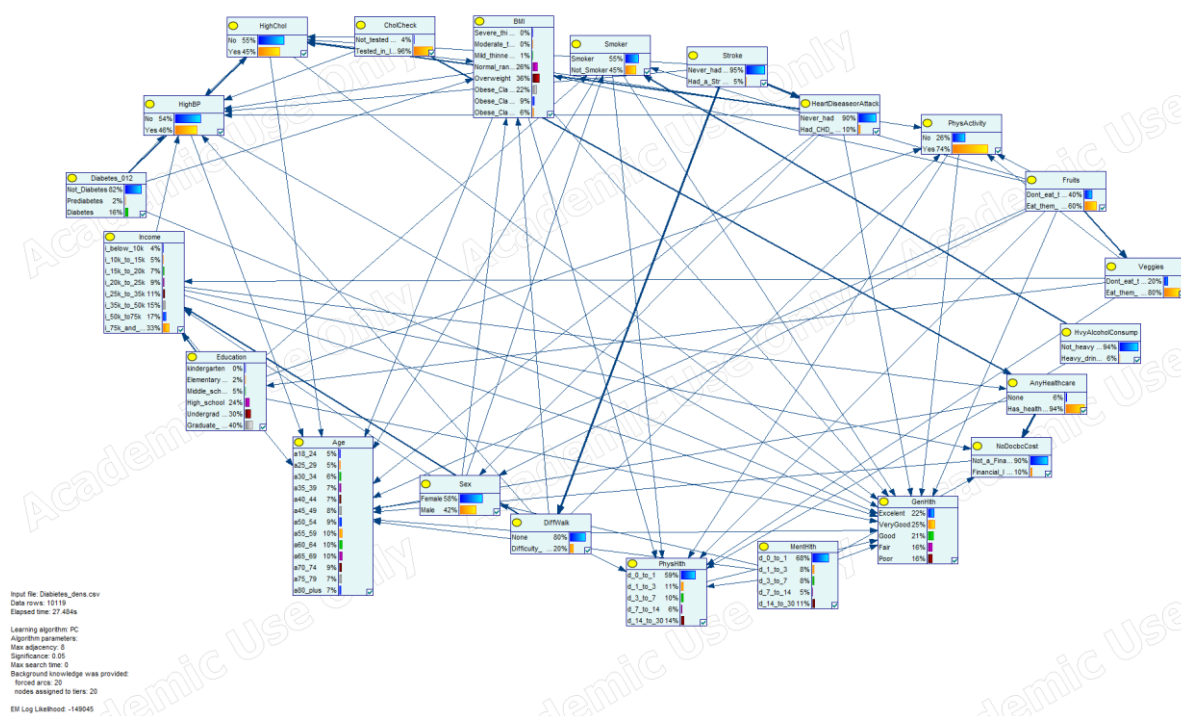 HighChol
No 55%
Yes 45%
CholCheck
Not_tested 4%
Tested_in_l... 96%
BMI
Severe_thi... 0%
Moderate_t... 0%
Mild_thinne... 1%
Normal_ran... 26%
Overweight 36%
Obese_Cla... 22%
Obese_Cla... 9%
Obese_Cla... 6%
Smoker
Smoker 55%
Not_Smoker 45%
Stroke
Never_had... 95%
Had_a_Str... 5%
HighBP
No 54%
Yes 46%
HeartDiseaseorAttack
Never_had 90%
Had_CHD_... 10%
PhysActivity
No 26%
Yes 74%
Diabetes_012
Not_Diabetes 82%
Prediabetes 2%
Diabetes 16%
Fruits
Dont_eat_t... 40%
Eat_them_... 60%
Income
i_below_10k 4%
i_10k_to_15k 5%
i_15k_to_20k 7%
i_20k_to_25k 9%
i_25k_to_35k 11%
i_35k_to_50k 15%
i_50k_to75k 17%
i_75k_and_... 33%
Veggies
Dont_eat_t... 20%
Eat_them_... 80%
HvyAlcoholConsump
Not_heavy... 94%
Heavy_drin... 6%
Education
kindergarten 0%
Elementary... 2%
Middle_sch... 5%
High_school 24%
Undergrad... 30%
Graduate_... 40%
AnyHealthcare
None 6%
Has_health... 94%
Age
a18_24 5%
a25_29 5%
a30_34 6%
a35_39 7%
a40_44 7%
a45_49 8%
a50_54 9%
a55_59 10%
a60_64 10%
a65_69 10%
a70_74 9%
a75_79 7%
a80_plus 7%
NoDocbcCost
Not_a_Fina... 90%
Financial_I... 10%
Sex
Female 58%
Male 42%
GenHlth
Excelent 22%
VeryGood 25%
Good 21%
Fair 16%
Poor 16%
DiffWalk
None 80%
Difficulty_... 20%
MentHlth
d_0_to_1 68%
d_1_to_3 8%
d_3_to_7 8%
d_7_to_14 5%
d_14_to_30 11%
PhysHlth
d_0_to_1 59%
d_1_to_3 11%
d_3_to_7 10%
d_7_to_14 6%
d_14_to_30 14%
Input file: Diabetes_dens.csv
Data rows: 10119
Elapsed time: 27.484s
Learning algorithm: PC
Algorithm parameters:
Max adjacency: 8
Significance: 0.05
Max search time: 0
Background knowledge was provided:
forced arcs: 20
nodes assigned to tiers: 20
EM Log Likelihood: -149045
Academic Use Only